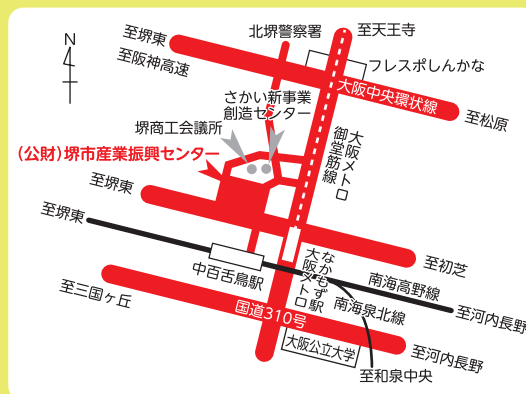 N
北堺警察署
至天王寺
至堺東
至阪神高速
フレスポしんかな
大阪中央環状線
至松原
さかい新事業
創造センター
堺商工会議所
大阪メトロ
御堂筋線
(公財)堺市産業振興センター
至堺東
至堺東
至初芝
中百舌鳥駅
大阪メトロ
なかもず駅
南海高野線
南海泉北線
至河内長野
至三国ヶ丘
国道310号
大阪公立大学
至河内長野
至和泉中央